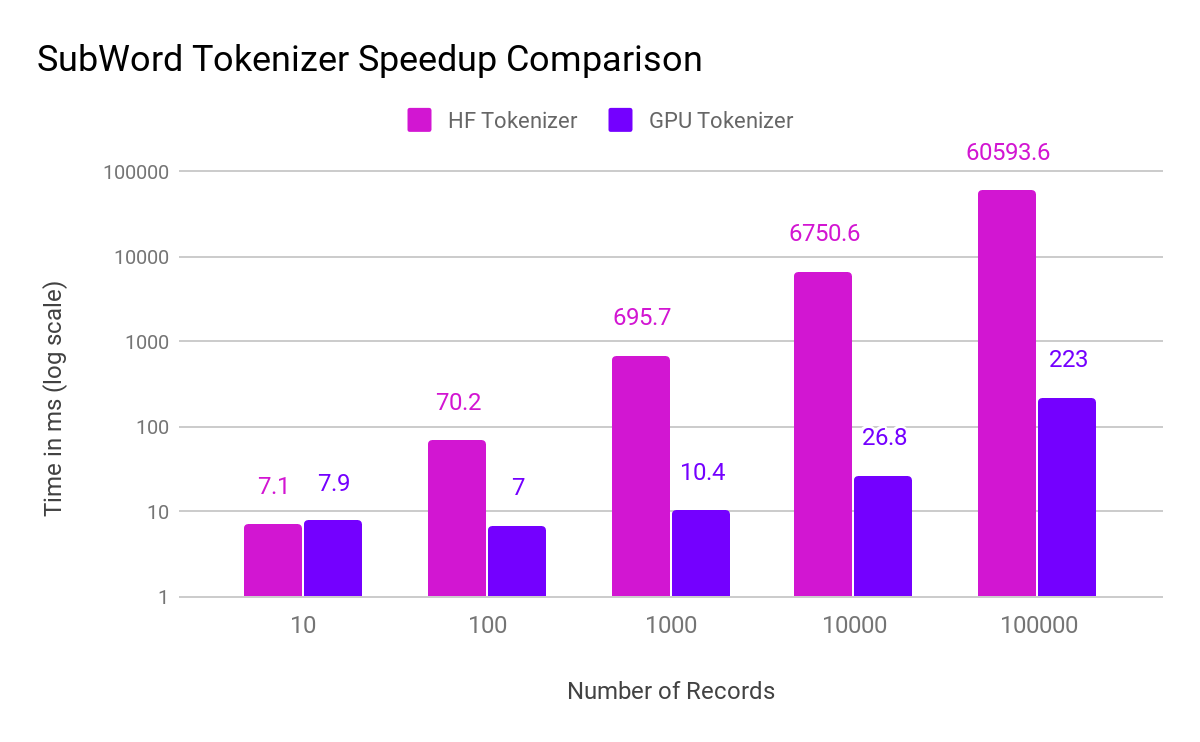 SubWord Tokenizer Speedup Comparison
HF Tokenizer GPU Tokenizer
60593.6
100000
6750.6
10000
695.7
1000
223
70.2
100
26.8
10.4
7.1 7.9 7
10
1
Time in ms (log scale)
10 100 1000 10000 100000
Number of Records